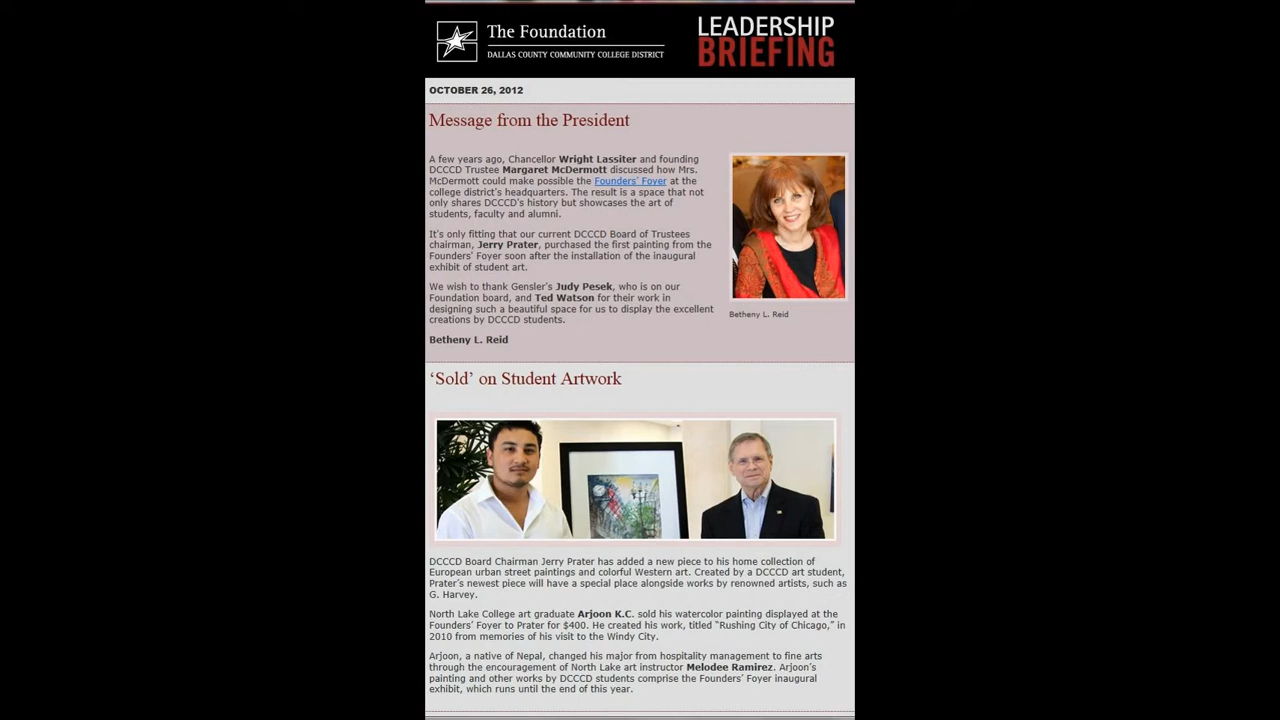 The Foundation
DALLAS COUNTY COMMUNITY COLLEGE DISTRICT
LEADERSHIP
BRIEFING
OCTOBER 26, 2012
Message from the President
A few years ago, Chancellor Wright Lassiter and founding
DCCCD Trustee Margaret McDermott discussed how Mrs.
McDermott could make possible the Founders' Foyer at the
college district's headquarters. The result is a space that not
only shares DCCCD's history but showcases the art of
students, faculty and alumni.
It's only fitting that our current DCCCD Board of Trustees
chairman, Jerry Prater, purchased the first painting from the
Founders' Foyer soon after the installation of the inaugural
exhibit of student art.
We wish to thank Gensler's Judy Pesek, who is on our
Foundation board, and Ted Watson for their work in
designing such a beautiful space for us to display the excellent
creations by DCCCD students.
Betheny L. Reid
Betheny L. Reid
‘Sold’ on Student Artwork
DCCCD Board Chairman Jerry Prater has added a new piece to his home collection of
European urban street paintings and colorful Western art. Created by a DCCCD art student,
Prater's newest piece will have a special place alongside works by renowned artists, such as
G. Harvey.
North Lake College art graduate Arjoon K.C. sold his watercolor painting displayed at the
Founders' Foyer to Prater for $400. He created his work, titled “Rushing City of Chicago,” in
2010 from memories of his visit to the Windy City.
Arjoon, a native of Nepal, changed his major from hospitality management to fine arts
through the encouragement of North Lake art instructor Melodee Ramirez. Arjoon's
painting and other works by DCCCD students comprise the Founders' Foyer inaugural
exhibit, which runs until the end of this year.